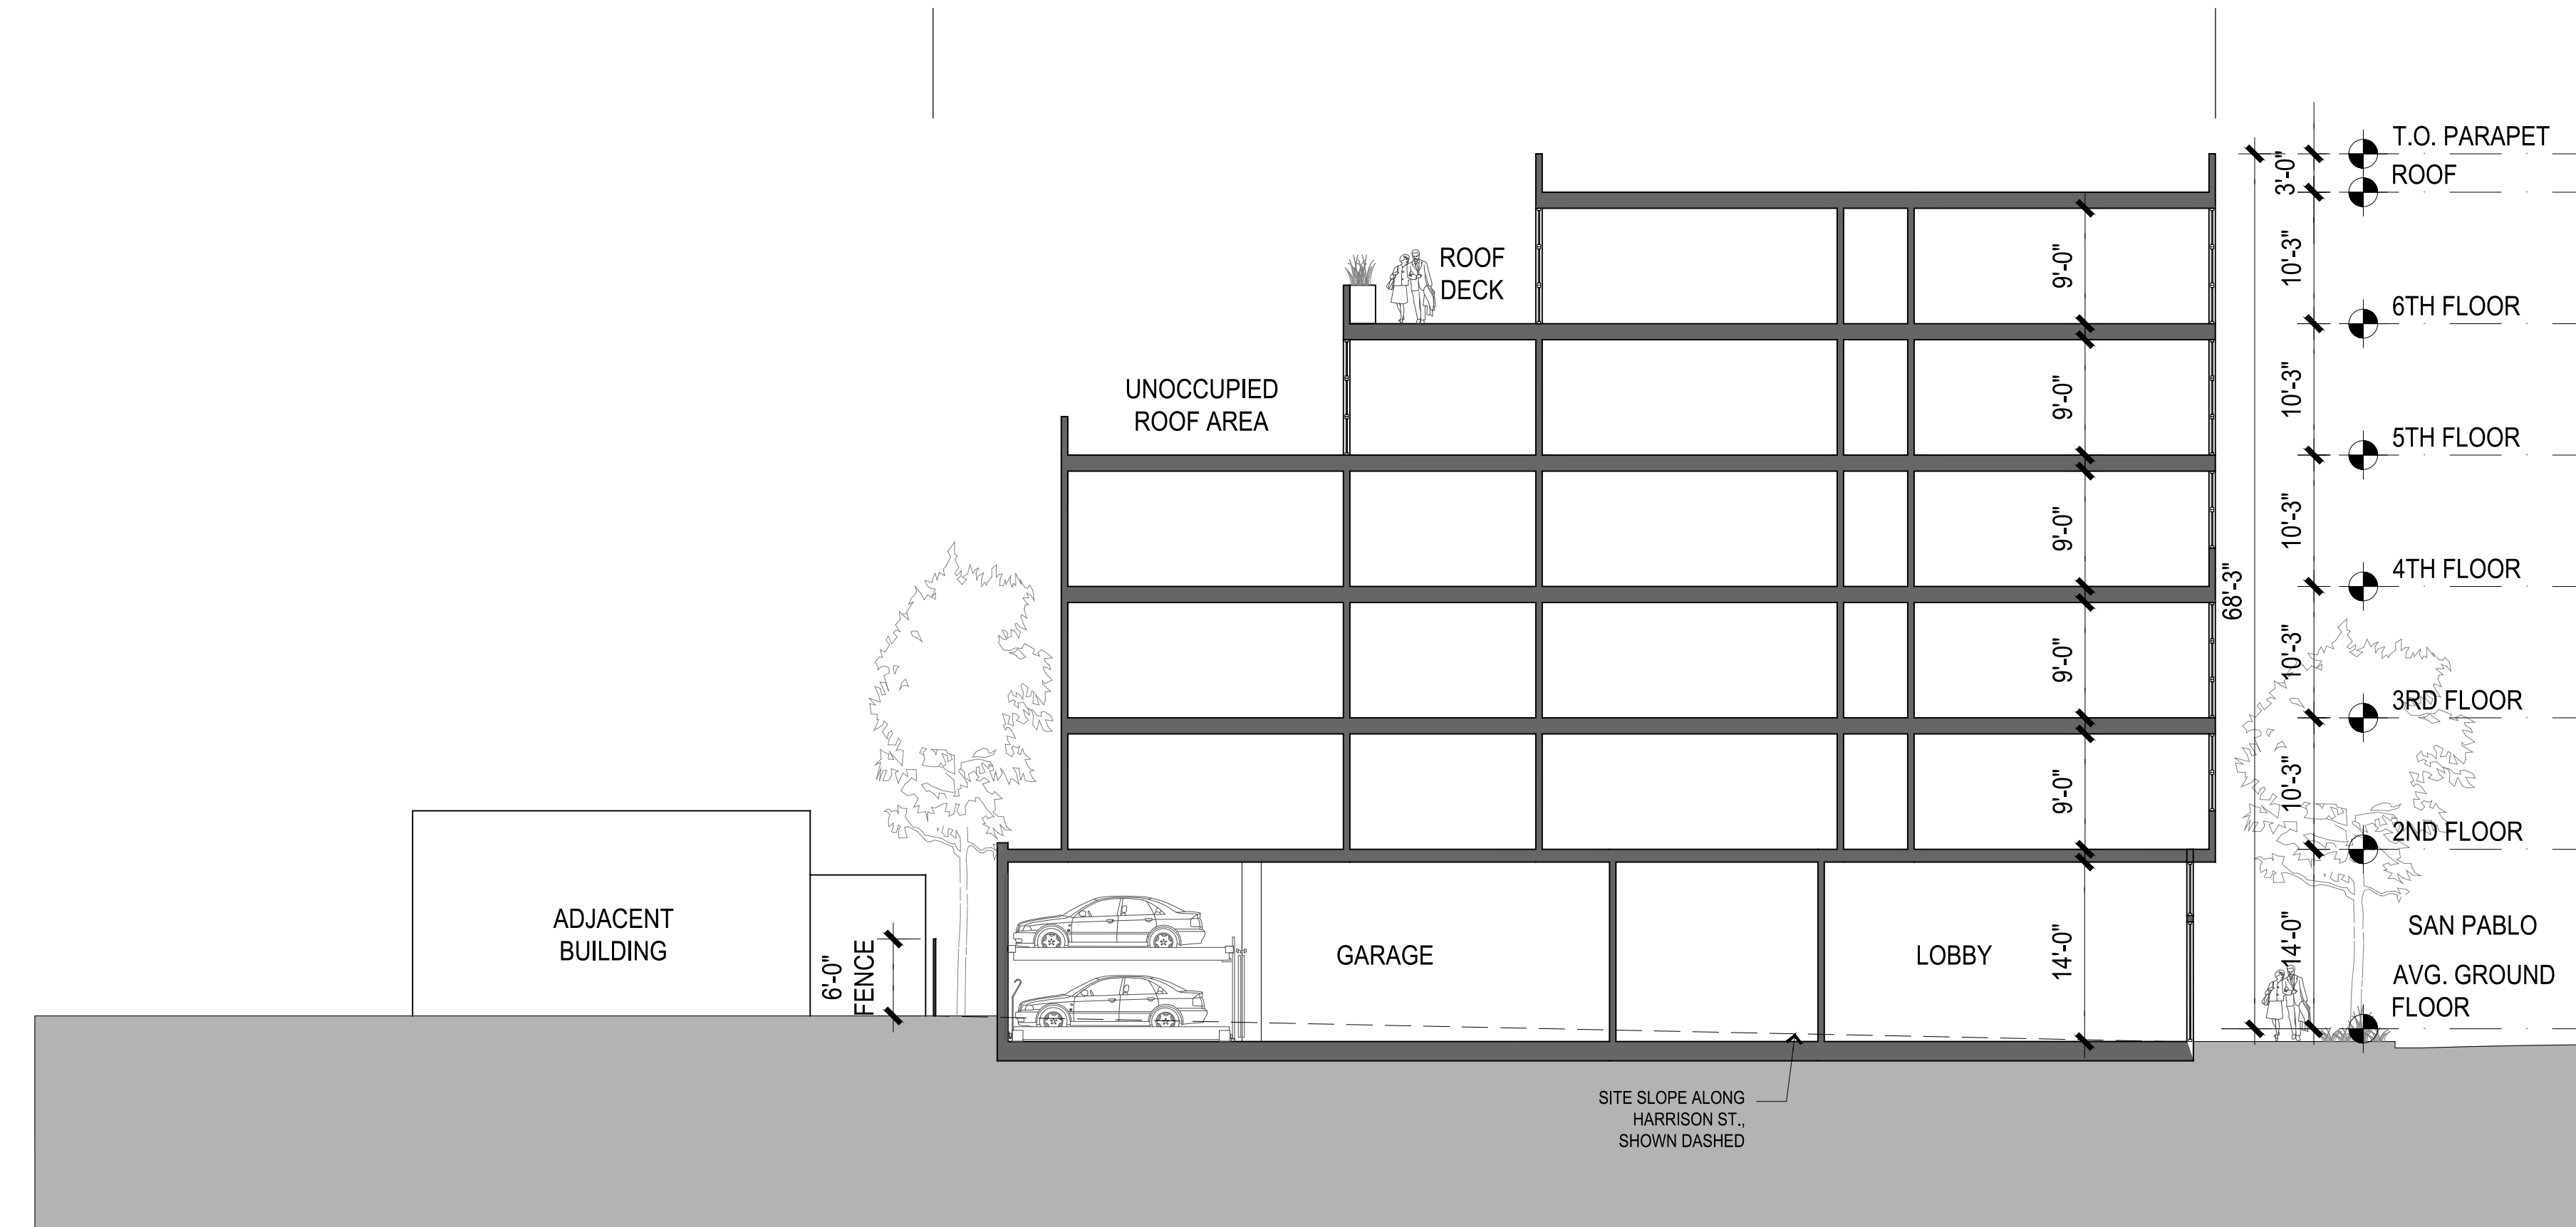 T.O. PARAPET
3'-0"
ROOF
10'-3"
9'-0"
ROOF
DECK
6TH FLOOR
10'-3"
9'-0"
UNOCCUPIED
ROOF AREA
5TH FLOOR
10'-3"
9'-0"
4TH FLOOR
68'-3"
10'-3"
9'-0"
3RD FLOOR
10'-3"
9'-0"
2ND FLOOR
ADJACENT
BUILDING
6'-0"
FENCE
GARAGE
LOBBY
14'-0"
14'-0"
SAN PABLO
AVG. GROUND
FLOOR
SITE SLOPE ALONG
HARRISON ST.,
SHOWN DASHED